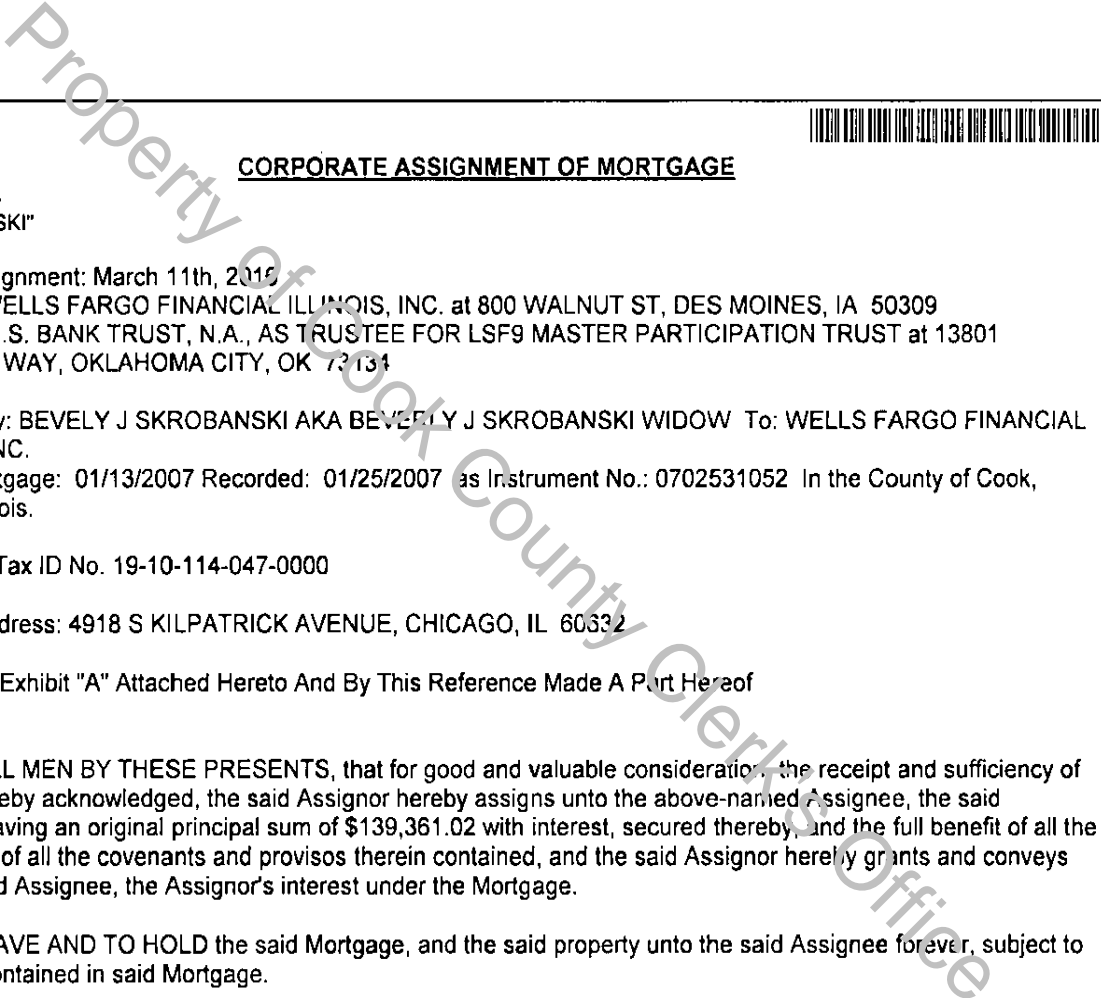 CORPORATE ASSIGNMENT OF MORTGAGE
SKI"
gnment: March 11th,
ELLS FARGO FINANCIAL ILLINOIS, INC. at 800 WALNUT ST, DES MOINES, IA 50309
.S. BANK TRUST, N.A., AS TRUSTEE FOR LSF9 MASTER PARTICIPATION TRUST at 13801
WAY, OKLAHOMA CITY, OK 73134
y: BEVELY J SKROBANSKI AKA BEVERLY J SKROBANSKI WIDOW To: WELLS FARGO FINANCIAL
NC.
tgage: 01/13/2007 Recorded: 01/25/2007 as Instrument No.: 0702531052 In the County of Cook,
ois.
Tax ID No. 19-10-114-047-0000
dress: 4918 S KILPATRICK AVENUE, CHICAGO, IL 60632
Exhibit "A" Attached Hereto And By This Reference Made A Part Hereof
LL MEN BY THESE PRESENTS, that for good and valuable consideration, the receipt and sufficiency of
eby acknowledged, the said Assignor hereby assigns unto the above-named Assignee, the said
aving an original principal sum of $139,361.02 with interest, secured thereby, and the full benefit of all the
of all the covenants and provisos therein contained, and the said Assignor hereby grants and conveys
d Assignee, the Assignor's interest under the Mortgage.
AVE AND TO HOLD the said Mortgage, and the said property unto the said Assignee forever, subject to
ontained in said Mortgage.
Property of Cook County Clerk's Office